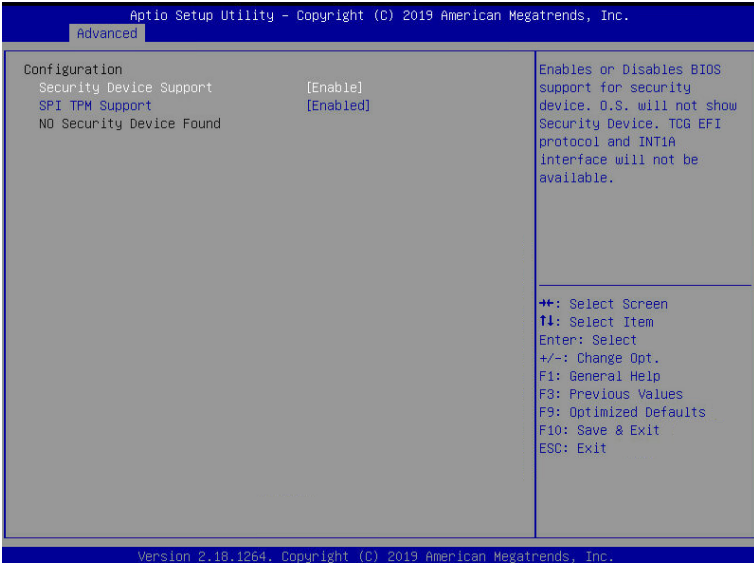 Aptio Setup Utility – Copyright (C) 2019 American Megatrends, Inc.
Advanced
Configuration
Security Device Support [Enable]
SPI TPM Support [Enabled]
NO Security Device Found
Enables or Disables BIOS
support for security
device. O.S. will not show
Security Device. TCG EFI
protocol and INT1A
interface will not be
available.
→←: Select Screen
↑↓: Select Item
Enter: Select
+/-: Change Opt.
F1: General Help
F3: Previous Values
F9: Optimized Defaults
F10: Save & Exit
ESC: Exit
Version 2.18.1264. Copyright (C) 2019 American Megatrends, Inc.